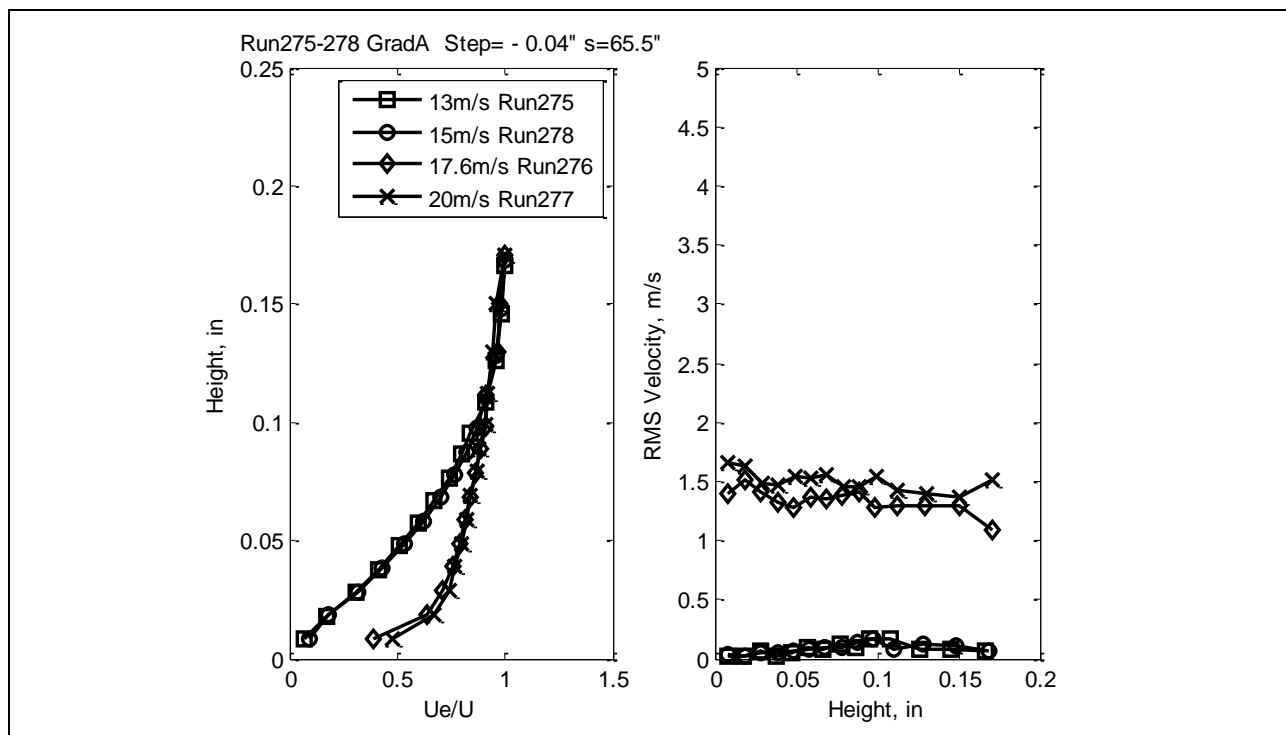 Run275-278 GradA Step= - 0.04" s=65.5"
0.25
0.2
0.15
0.1
0.05
0
Height, in
13m/s Run275
15m/s Run278
17.6m/s Run276
20m/s Run277
0
0.5
1
1.5
Ue/U
5
4.5
4
3.5
3
2.5
2
1.5
1
0.5
0
RMS Velocity, m/s
0
0.05
0.1
0.15
0.2
Height, in